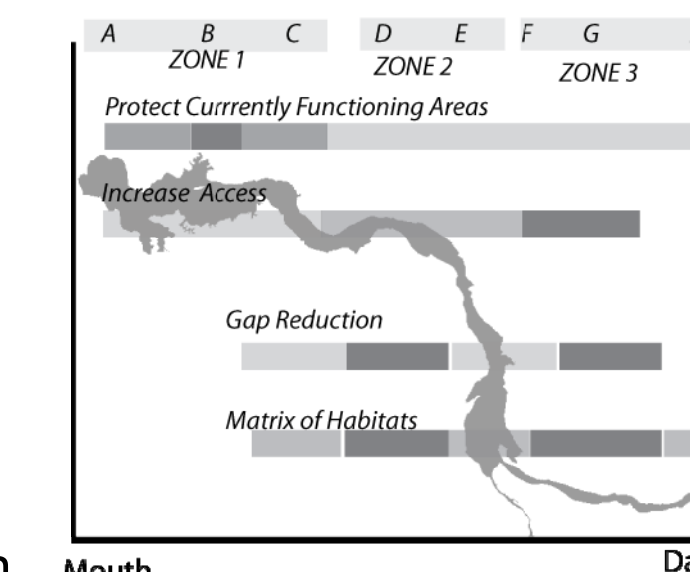 A B C D E F G
ZONE 1 ZONE 2 ZONE 3
Protect Currrently Functioning Areas
Increase Access
Gap Reduction
Matrix of Habitats
Mouth